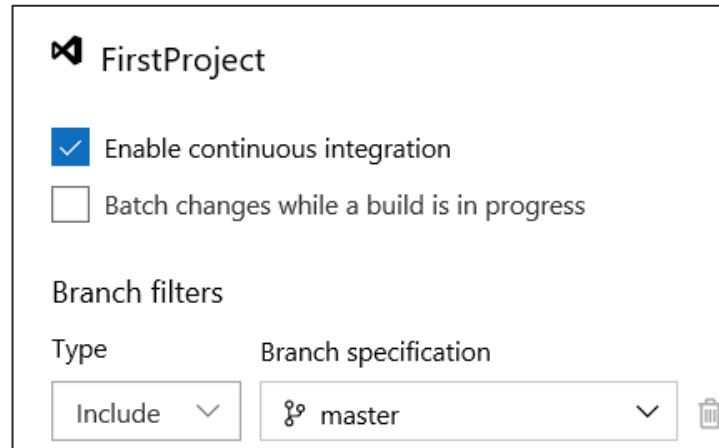 FirstProject
Enable continuous integration
Batch changes while a build is in progress
Branch filters
Type Branch specification
Include master